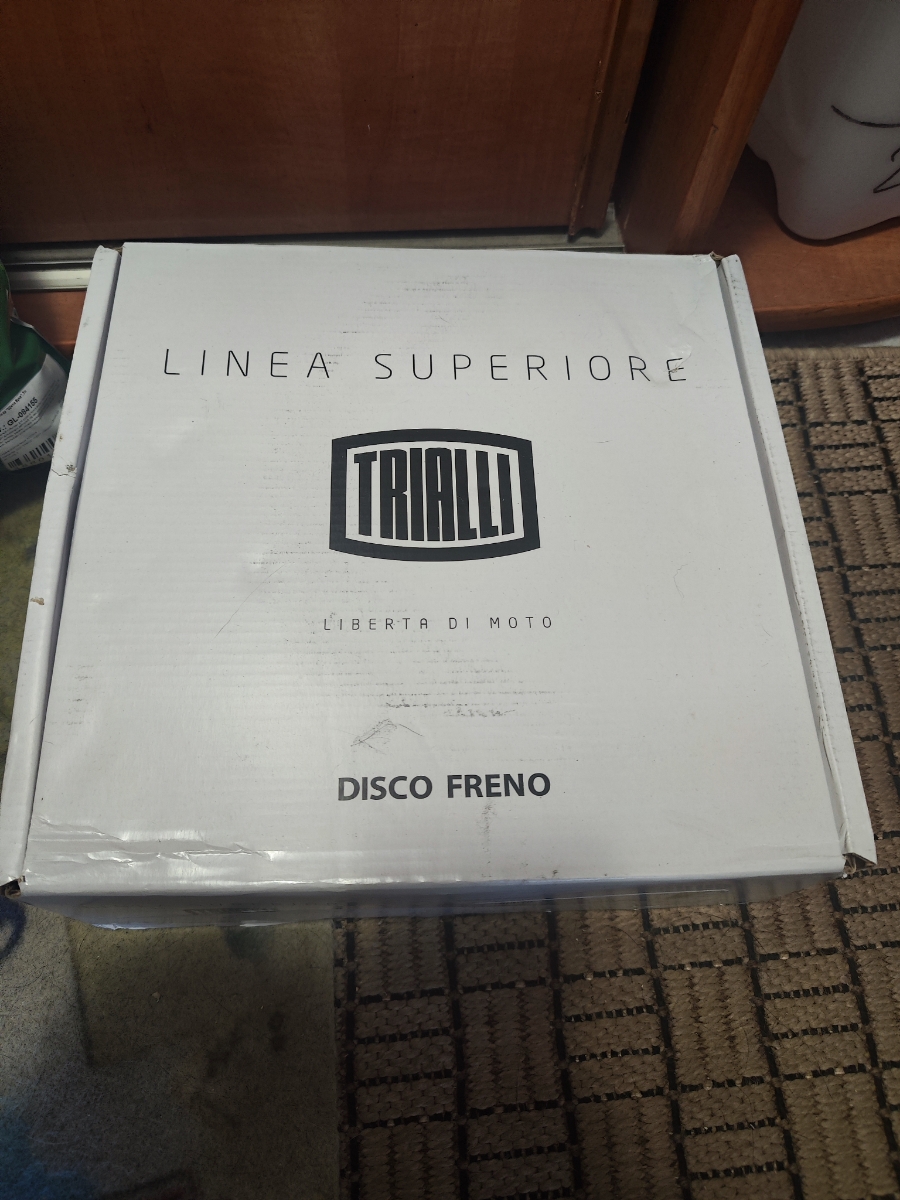 LINEA SUPERIORE
TRIALLI
LIBERTA DI MOTO
DISCO FRENO